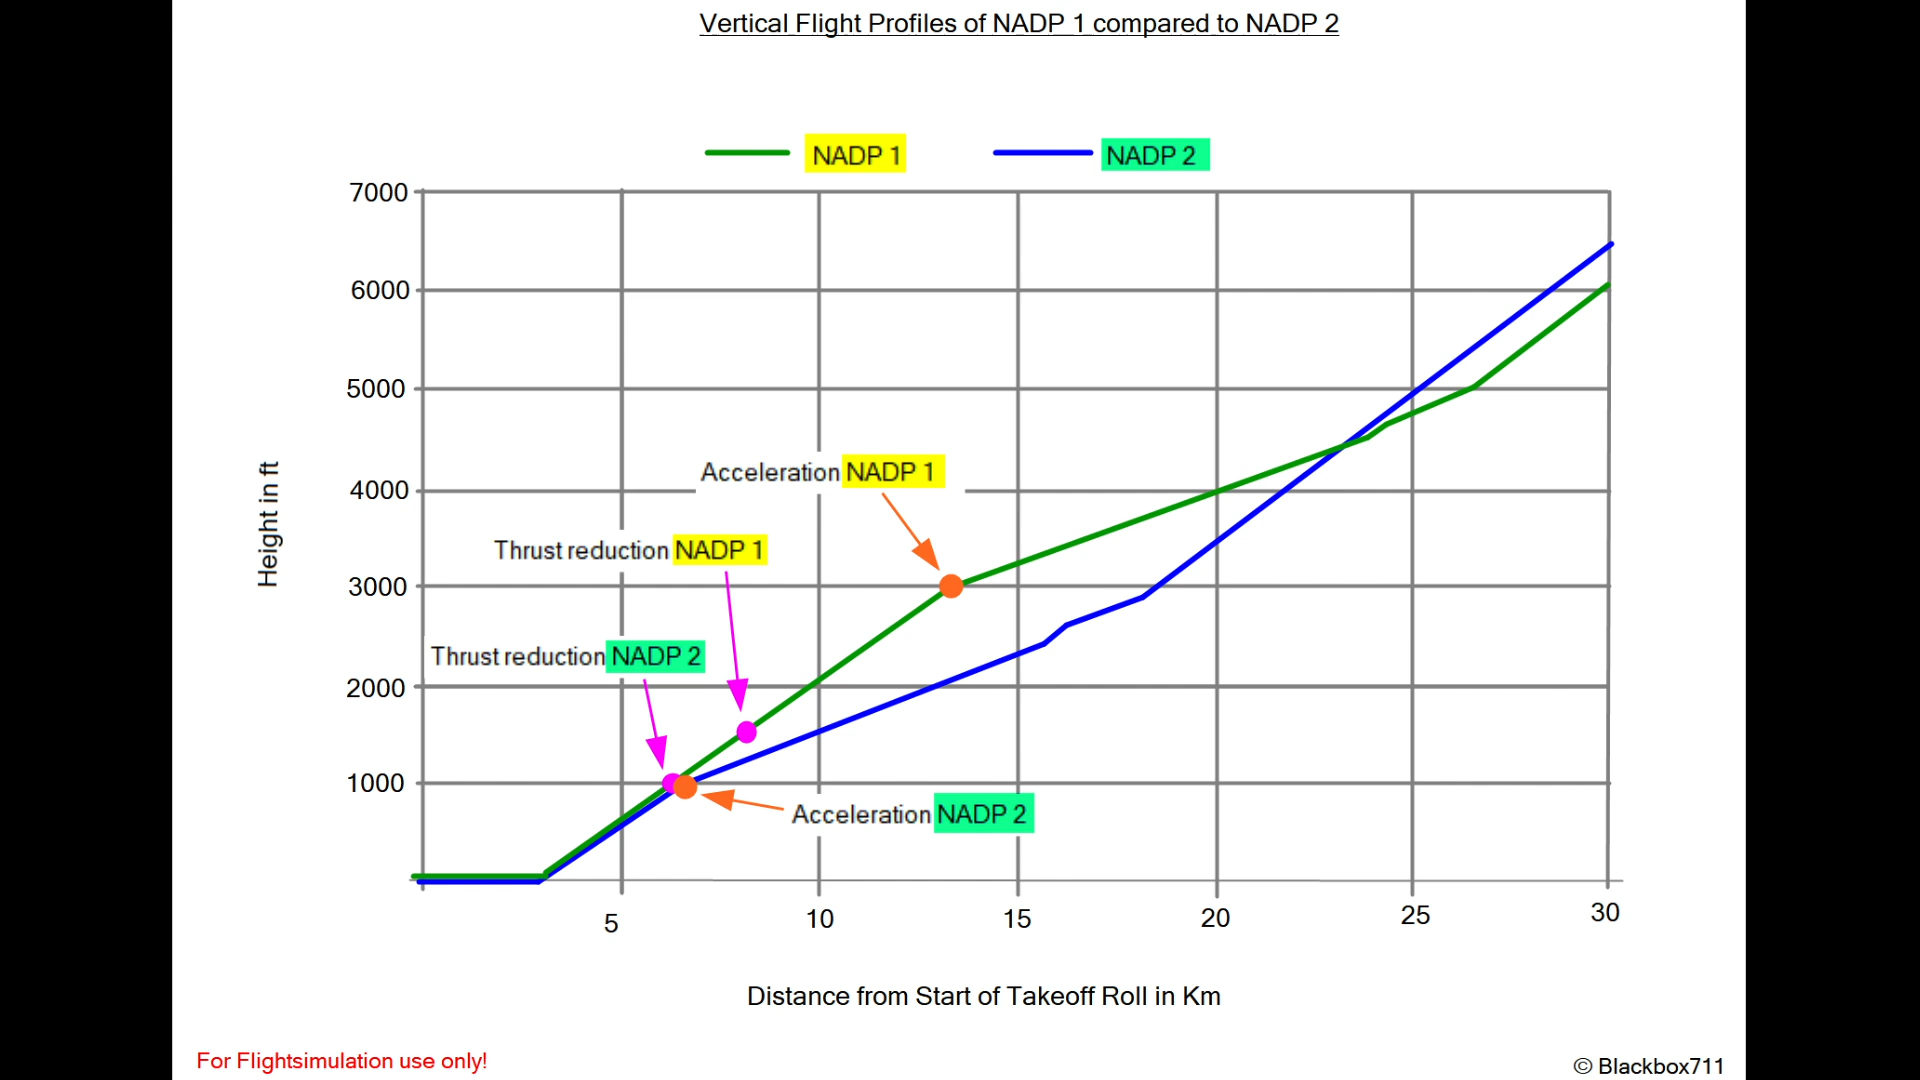 Vertical Flight Profiles of NADP 1 compared to NADP 2
NADP 1
NADP 2
7000
6000
5000
4000
3000
2000
1000
Height in ft
Acceleration NADP 1
Thrust reduction NADP 1
Thrust reduction NADP 2
Acceleration NADP 2
5
10
15
20
25
30
Distance from Start of Takeoff Roll in Km
For Flightsimulation use only!
© Blackbox711